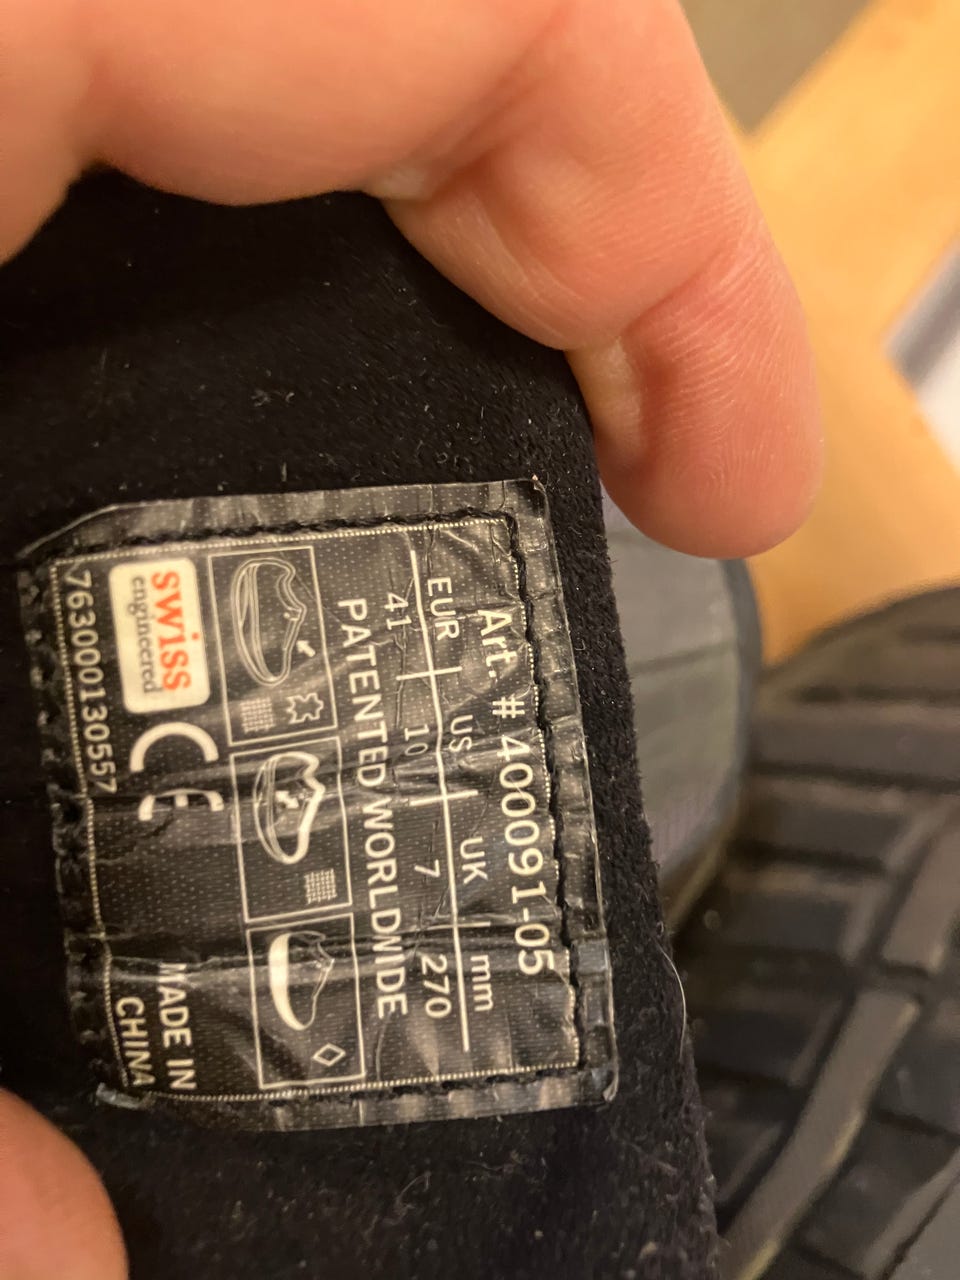 Art. # 400091-05
EUR US UK mm
41 10 7 270
PATENTED WORLDWIDE
swiss
engineered
CE
MADE IN
CHINA
763000130557